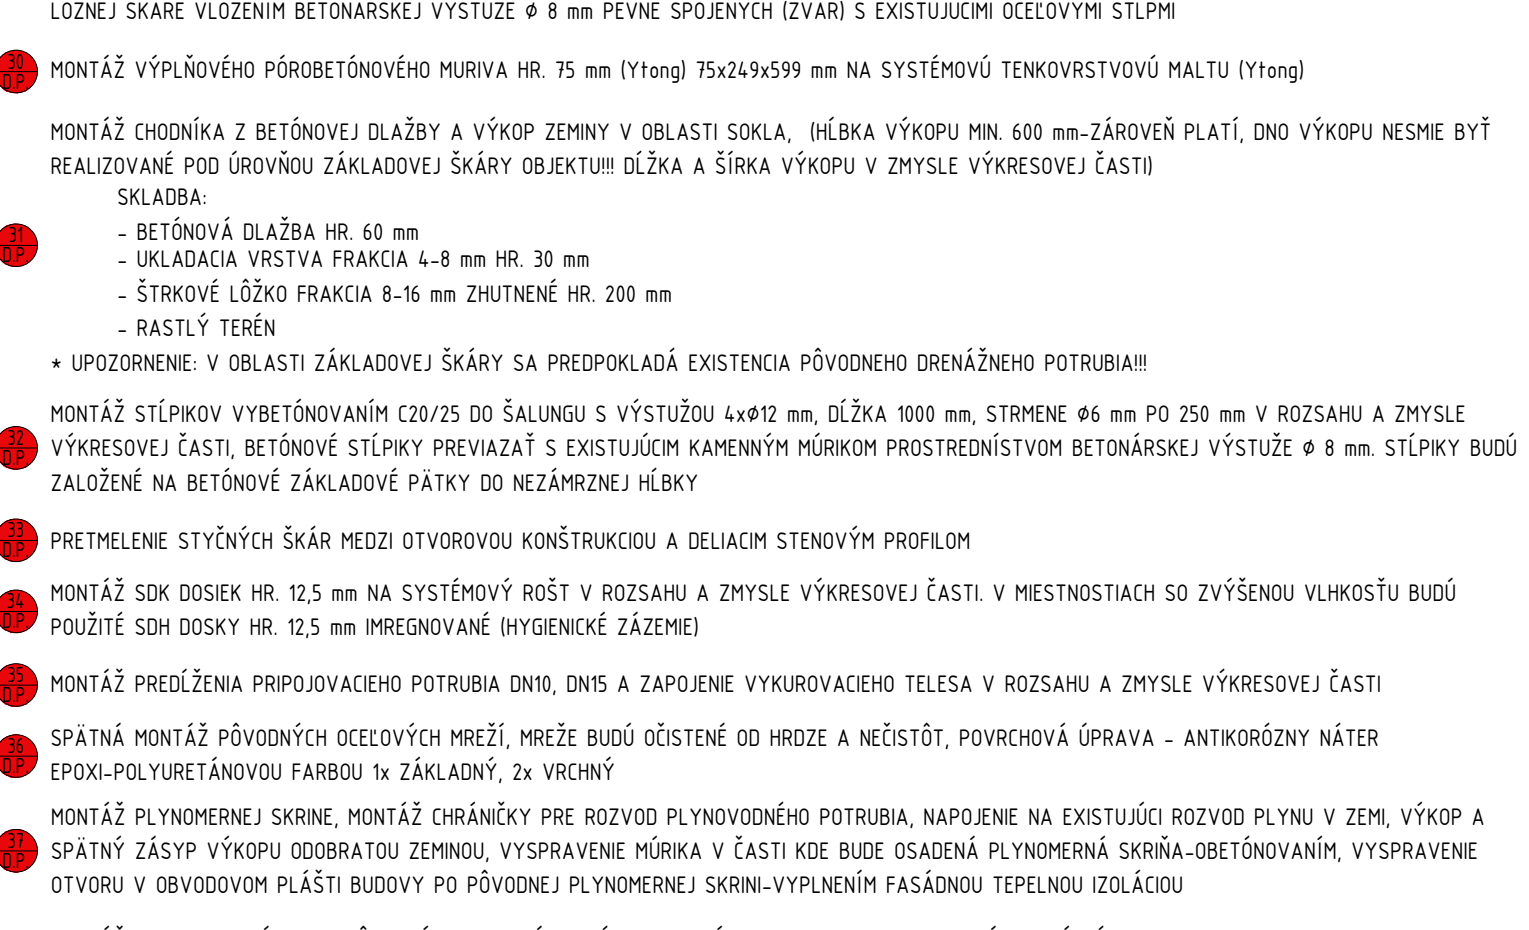 LOŽNEJ ŠKÁRE VLOŽENÍM BETONÁRSKEJ VÝSTUŽE Ø 8 mm PEVNE SPOJENÝCH (ZVAR) S EXISTUJÚCIMI OCEĽOVÝMI STĹPMI
30
D.P.
MONTÁŽ VÝPLŇOVÉHO PÓROBETÓNOVÉHO MURIVA HR. 75 mm (Ytong) 75x249x599 mm NA SYSTÉMOVÚ TENKOVRSTVOVÚ MALTU (Ytong)
MONTÁŽ CHODNÍKA Z BETÓNOVEJ DLAŽBY A VÝKOP ZEMINY V OBLASTI SOKLA, (HĹBKA VÝKOPU MIN. 600 mm-ZÁROVEŇ PLATÍ, DNO VÝKOPU NESMIE BYŤ
REALIZOVANÉ POD ÚROVŇOU ZÁKLADOVEJ ŠKÁRY OBJEKTU!!! DĹŽKA A ŠÍRKA VÝKOPU V ZMYSLE VÝKRESOVEJ ČASTI)
SKLADBA:
31
D.P.
- BETÓNOVÁ DLAŽBA HR. 60 mm
- UKLADACIA VRSTVA FRAKCIA 4-8 mm HR. 30 mm
- ŠTRKOVÉ LÔŽKO FRAKCIA 8-16 mm ZHUTNENÉ HR. 200 mm
- RASTLÝ TERÉN
* UPOZORNENIE: V OBLASTI ZÁKLADOVEJ ŠKÁRY SA PREDPOKLADÁ EXISTENCIA PÔVODNEHO DRENÁŽNEHO POTRUBIA!!!
MONTÁŽ STĹPIKOV VYBETÓNOVANÍM C20/25 DO ŠALUNGU S VÝSTUŽOU 4xØ12 mm, DĹŽKA 1000 mm, STRMENE Ø6 mm PO 250 mm V ROZSAHU A ZMYSLE
32
D.P.
VÝKRESOVEJ ČASTI, BETÓNOVÉ STĹPIKY PREVIAZAŤ S EXISTUJÚCIM KAMENNÝM MÚRIKOM PROSTREDNÍSTVOM BETONÁRSKEJ VÝSTUŽE Ø 8 mm. STĹPIKY BUDÚ
ZALOŽENÉ NA BETÓNOVÉ ZÁKLADOVÉ PÄTKY DO NEZÁMRZNEJ HĹBKY
33
D.P.
PRETMELENIE STYČNÝCH ŠKÁR MEDZI OTVOROVOU KONŠTRUKCIOU A DELIACIM STENOVÝM PROFILOM
34
D.P.
MONTÁŽ SDK DOSIEK HR. 12,5 mm NA SYSTÉMOVÝ ROŠT V ROZSAHU A ZMYSLE VÝKRESOVEJ ČASTI. V MIESTNOSTIACH SO ZVÝŠENOU VLHKOSŤU BUDÚ
POUŽITÉ SDH DOSKY HR. 12,5 mm IMREGNOVANÉ (HYGIENICKÉ ZÁZEMIE)
35
D.P.
MONTÁŽ PREDĹŽENIA PRIPOJOVACIEHO POTRUBIA DN10, DN15 A ZAPOJENIE VYKUROVACIEHO TELESA V ROZSAHU A ZMYSLE VÝKRESOVEJ ČASTI
36
D.P.
SPÄTNÁ MONTÁŽ PÔVODNÝCH OCEĽOVÝCH MREŽÍ, MREŽE BUDÚ OČISTENÉ OD HRDZE A NEČISTÔT, POVRCHOVÁ ÚPRAVA - ANTIKORÓZNY NÁTER
EPOXI-POLYURETÁNOVOU FARBOU 1x ZÁKLADNÝ, 2x VRCHNÝ
MONTÁŽ PLYNOMERNEJ SKRINE, MONTÁŽ CHRÁNIČKY PRE ROZVOD PLYNOVODNÉHO POTRUBIA, NAPOJENIE NA EXISTUJÚCI ROZVOD PLYNU V ZEMI, VÝKOP A
37
D.P.
SPÄTNÝ ZÁSYP VÝKOPU ODOBRATOU ZEMINOU, VYSPRAVENIE MÚRIKA V ČASTI KDE BUDE OSADENÁ PLYNOMERNÁ SKRIŇA-OBETÓNOVANÍM, VYSPRAVENIE
OTVORU V OBVODOVOM PLÁŠTI BUDOVY PO PÔVODNEJ PLYNOMERNEJ SKRINI-VYPLNENÍM FASÁDNOU TEPELNOU IZOLÁCIOU